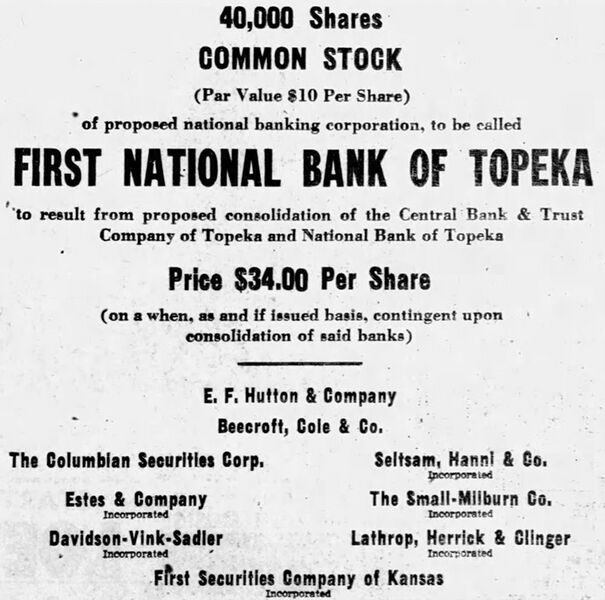 40,000 Shares
COMMON STOCK
(Par Value $10 Per Share)
of proposed national banking corporation, to be called
FIRST NATIONAL BANK OF TOPEKA
to result from proposed consolidation of the Central Bank & Trust
Company of Topeka and National Bank of Topeka
Price $34.00 Per Share
(on a when, as and if issued basis, contingent upon
consolidation of said banks)
E. F. Hutton & Company
Beecroft, Cole & Co.
The Columbian Securities Corp.
Seltsam, Hanni & Co.
Incorporated
Estes & Company
Incorporated
The Small-Milburn Co.
Incorporated
Davidson-Vink-Sadler
Incorporated
Lathrop, Herrick & Clinger
Incorporated
First Securities Company of Kansas
Incorporated